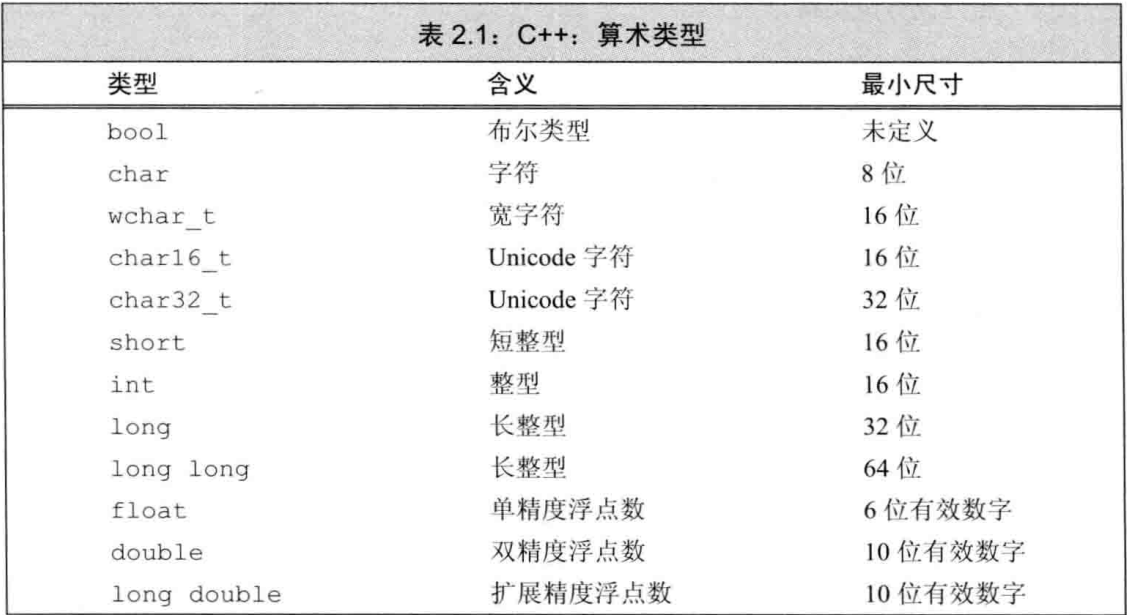 表 2.1：C++：算术类型
类型 含义 最小尺寸
bool 布尔类型 未定义
char 字符 8 位
wchar_t 宽字符 16 位
char16_t Unicode 字符 16 位
char32_t Unicode 字符 32 位
short 短整型 16 位
int 整型 16 位
long 长整型 32 位
long long 长整型 64 位
float 单精度浮点数 6 位有效数字
double 双精度浮点数 10 位有效数字
long double 扩展精度浮点数 10 位有效数字